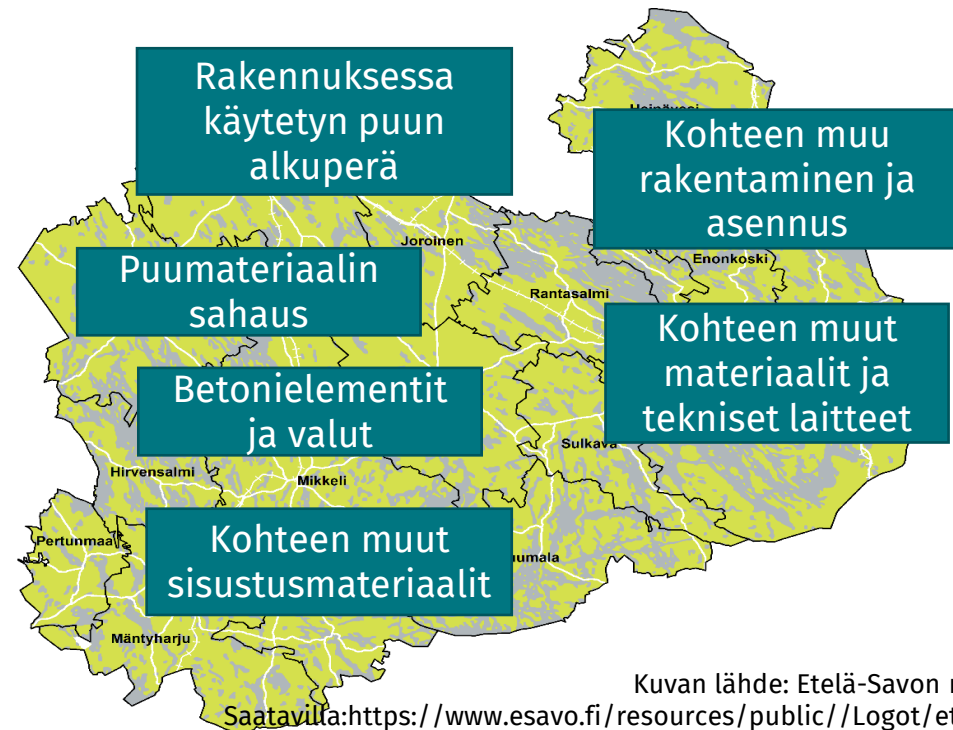 Rakennuksessa
käytetyn puun
alkuperä
Kohteen muu
rakentaminen ja
asennus
Joroinen
Enonkoski
Puumateriaalin
sahaus
Rantasalmi
Kohteen muut
materiaalit ja
tekniset laitteet
Betonielementit
ja valut
Sulkava
Hirvensalmi
Mikkeli
Pertunmaa
Kohteen muut
sisustusmateriaalit
umala
Mäntyharju
Kuvan lähde: Etelä-Savon
Saatavilla:https://www.esavo.fi/resources/public//Logot/et